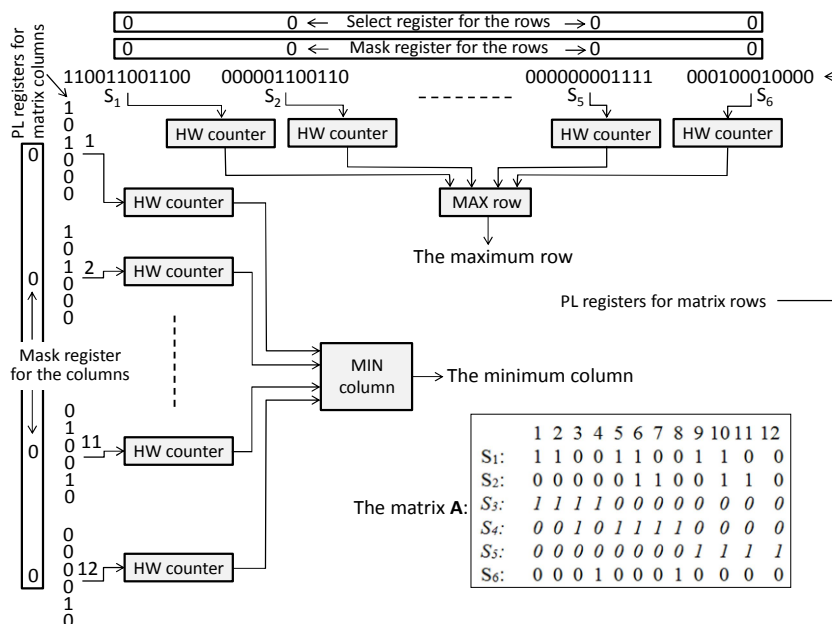 0 0 ← Select register for the rows → 0 0
0 0 ← Mask register for the rows → 0 0
110011001100 000001100110 000000001111 000100010000
S1 S2 S5 S6
HW counter HW counter HW counter HW counter
MAX row
The maximum row
PL registers for matrix rows
PL registers for
matrix columns
1
0
1
0
0
0
1
HW counter
1
0
1
0
0
0
2
HW counter
0
1
0
0
1
0
11
HW counter
0
0
0
0
1
0
12
HW counter
0
0
Mask register
for the columns
0
0
MIN
column
The minimum column
The matrix A:
1 2 3 4 5 6 7 8 9 10 11 12
S1: 1 1 0 0 1 1 0 0 1 1 0 0
S2: 0 0 0 0 0 1 1 0 0 1 1 0
S3: 1 1 1 1 0 0 0 0 0 0 0 0
S4: 0 0 1 0 1 1 1 1 0 0 0 0
S5: 0 0 0 0 0 0 0 0 1 1 1 1
S6: 0 0 0 1 0 0 0 1 0 0 0 0